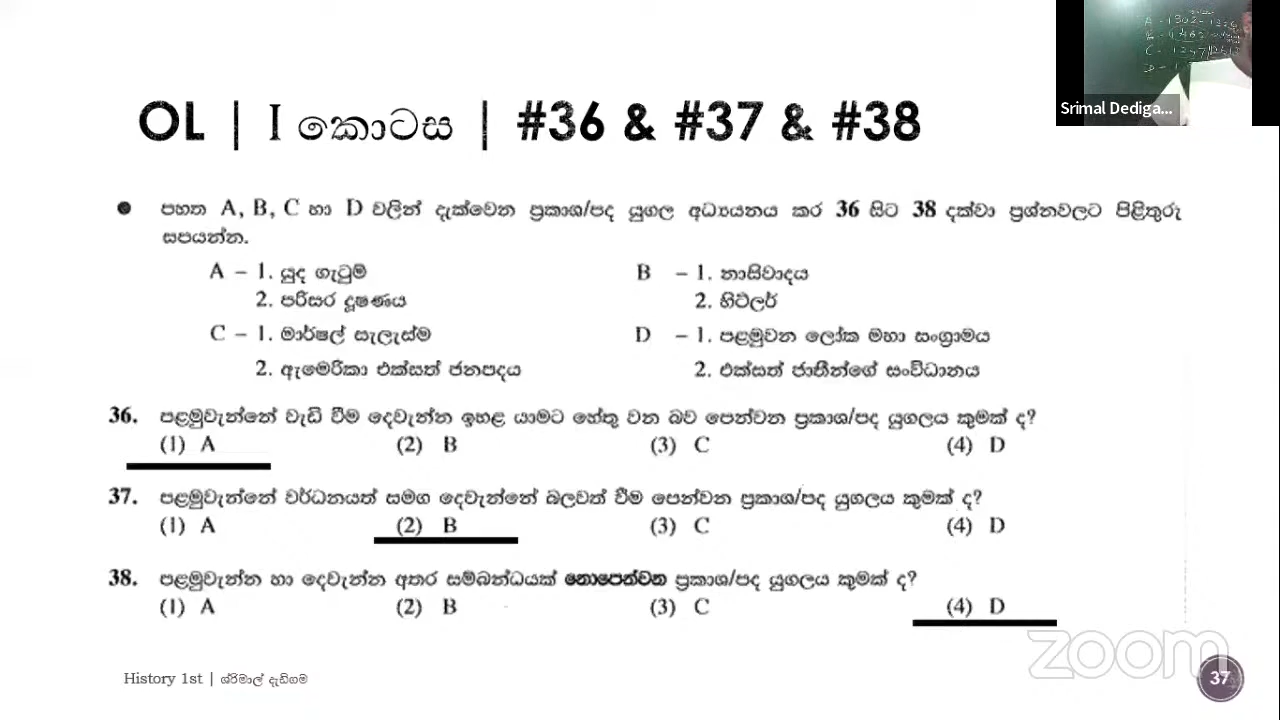 Srimal Dediga...
OL | I කොටස | #36 & #37 & #38
● පහත A, B, C හා D වලින් දැක්වෙන ප්‍රකාශ/පද යුගල අධ්‍යයනය කර 36 සිට 38 දක්වා ප්‍රශ්නවලට පිළිතුරු
සපයන්න.
A – 1. යුද ගැටුම් B – 1. නාසිවාදය
2. පරිසර දූෂණය 2. හිට්ලර්
C – 1. මාර්ෂල් සැලැස්ම D – 1. පළමුවන ලෝක මහා සංග්‍රාමය
2. ඇමෙරිකා එක්සත් ජනපදය 2. එක්සත් ජාතීන්ගේ සංවිධානය
36. පළමුවැන්නේ වැඩි වීම දෙවැන්න ඉහළ යාමට හේතු වන බව පෙන්වන ප්‍රකාශ/පද යුගලය කුමක් ද?
(1) A (2) B (3) C (4) D
37. පළමුවැන්නේ වර්ධනයත් සමග දෙවැන්නේ බලවත් වීම පෙන්වන ප්‍රකාශ/පද යුගලය කුමක් ද?
(1) A (2) B (3) C (4) D
38. පළමුවැන්න හා දෙවැන්න අතර සම්බන්ධයක් නොපෙන්වන ප්‍රකාශ/පද යුගලය කුමක් ද?
(1) A (2) B (3) C (4) D
zoom
History 1st | ශ්රිමාල් දැඩිගම
37